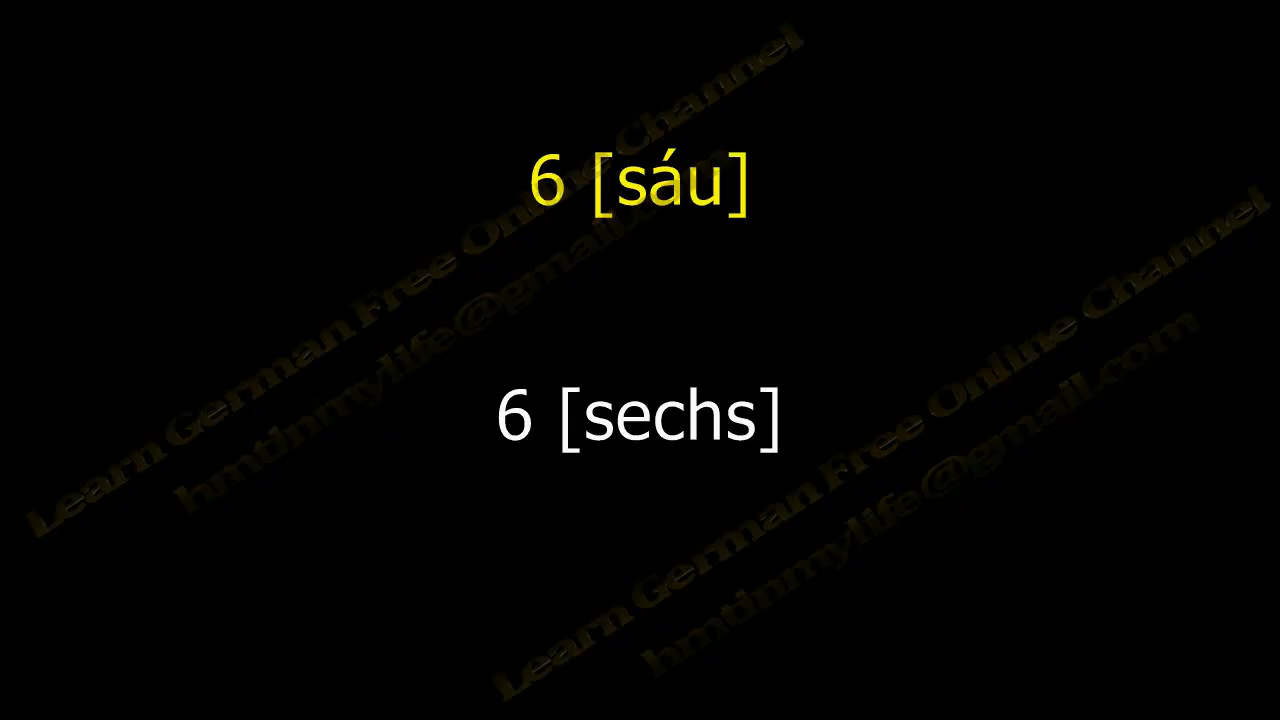 6 [sáu]
6 [sechs]
Learn German Free Online Channel
hmtinmylife@gmail.com
Learn German Free Online Channel
hmtinmylife@gmail.com